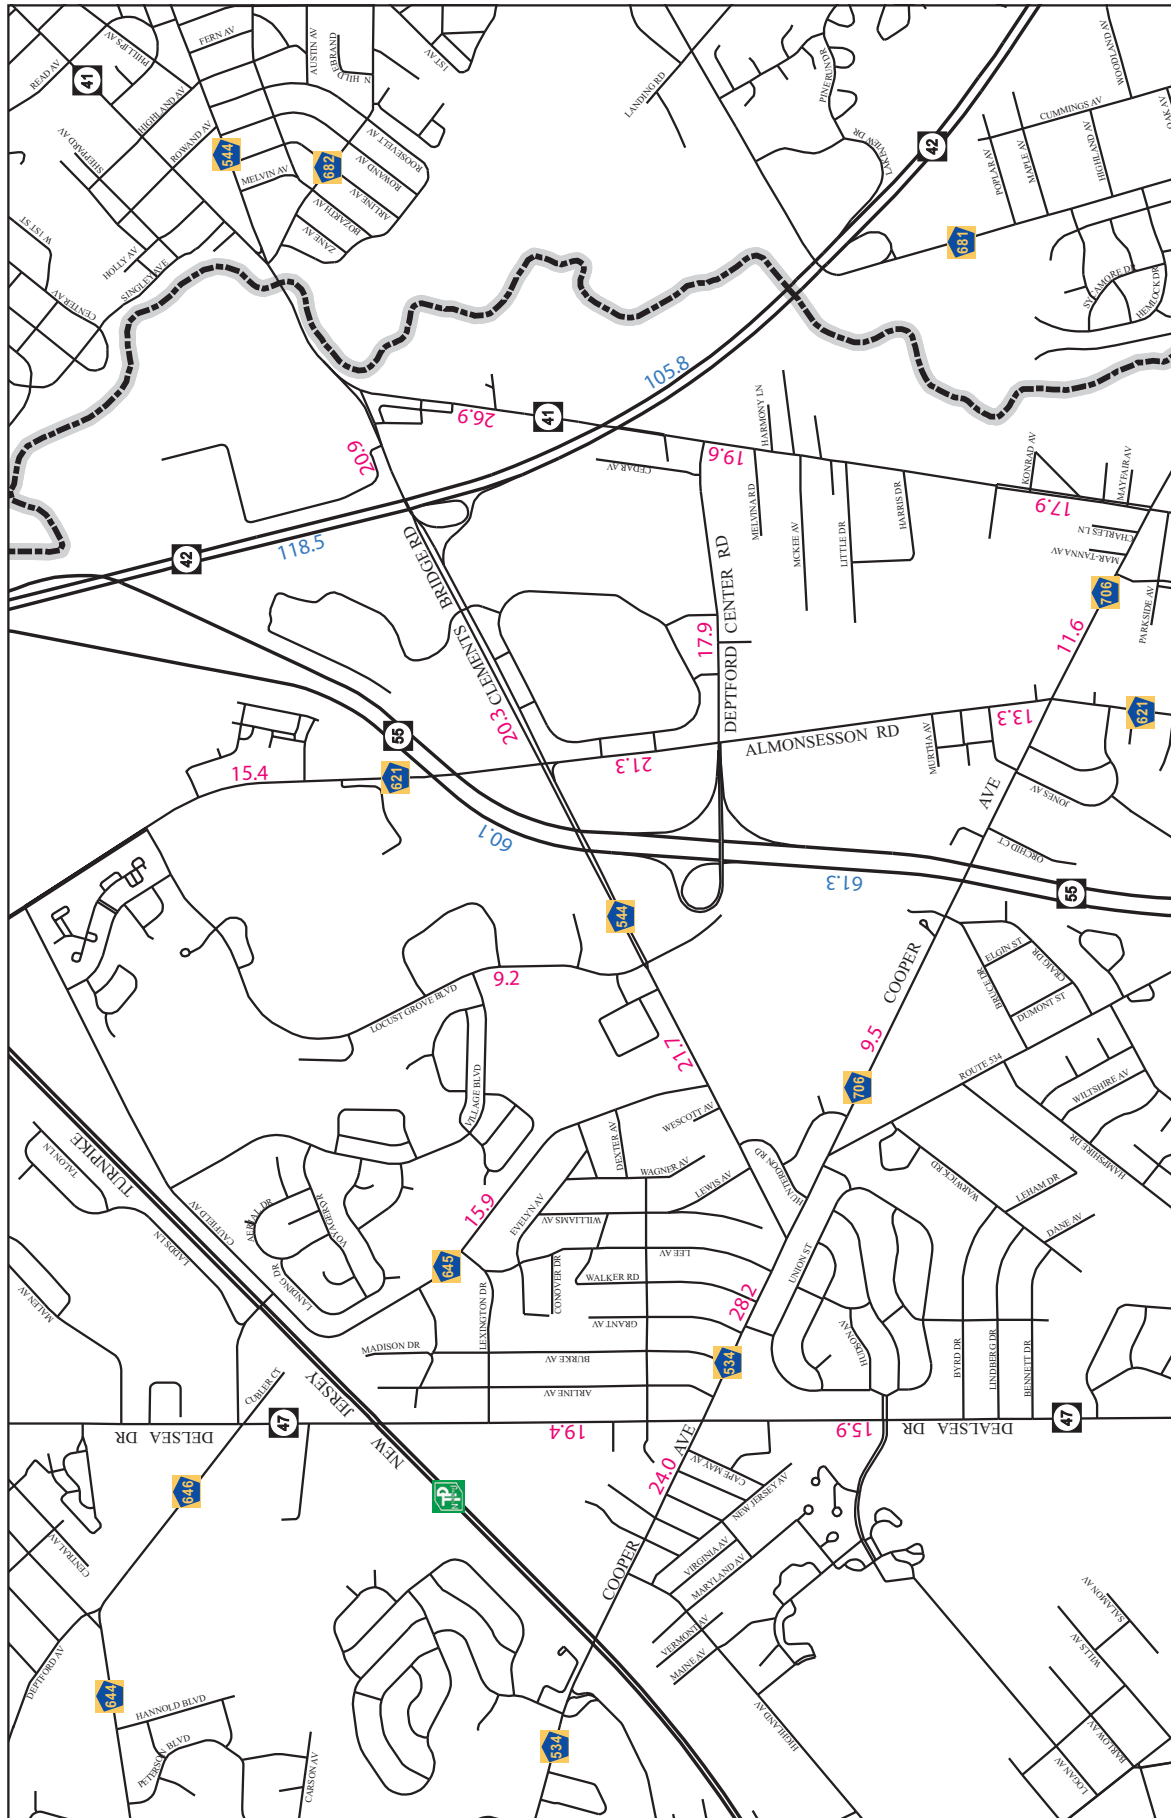 READ AV
PHILLIPS AV
FERN AV
AUSTIN AV
N HILDEBRAND
1ST AV
41
HIGHLAND AV
SHEPPARD AV
ROWAND AV
544
682
MELVIN AV
ROOSEVELT AV
ROWAND AV
ARLINE AV
BOZARTH AV
ZANE AV
W 1ST ST
HOLLY AV
SINGLEY AVE
CENTER AV
LANDING RD
PINE RUN DR
LAKEVIEW DR
42
WOODLAND AV
CUMMINGS AV
OAK AV
HIGHLAND AV
MAPLE AV
POPLAR AV
681
SYCAMORE DR
HEMLOCK DR
105.8
26.9
41
20.9
CEDAR AV
19.6
HARMONY LN
MELVINA RD
MCKEE AV
LITTLE DR
HARRIS DR
KONRAD AV
MAYFAIR AV
17.9
CHARLES LN
MAR-TANNA AV
706
PARKSIDE AV
11.6
42
118.5
CLEMENTS BRIDGE RD
20.3
DEPTFORD CENTER RD
17.9
55
15.4
621
21.3
ALMONSESSON RD
MURTHA AV
13.3
621
JONES AV
ORCHID CT
60.1
61.3
55
544
COOPER AVE
ELGIN ST
CRAIG DR
BRUCE DR
DUMONT ST
LOCUST GROVE BLVD
9.2
21.7
9.5
706
ROUTE 534
WILTSHIRE AV
HAMPSHIRE DR
VILLAGE BLVD
WESCOTT AV
DEXTER AV
WAGNER AV
LEWIS AV
HUNTERDON RD
WARWICK RD
LEHAM DR
DANE AV
TALON LN
NEW JERSEY TURNPIKE
LADDS LN
CAUFIELD AV
AERIAL DR
VOYAGER DR
LANDING DR
15.9
EVELYN AV
WILLIAMS AV
645
LEE AV
CONOVER DR
WALKER RD
UNION ST
28.2
GRANT AV
LEXINGTON DR
MADISON DR
BURKE AV
534
HUDSON AV
BYRD DR
LINDBERG DR
BENNETT DR
ARLINE AV
MALEN AV
CUBLER CT
47
DELSEA DR
19.4
15.9
DEALSEA DR
47
646
NJTP
COOPER AVE
24.0
CAPE MAY AV
NEW JERSEY AV
VIRGINIA AV
MARYLAND AV
VERMONT AV
MAINE AV
CENTRAL AV
DEPTFORD AV
644
HANNOLD BLVD
PETERSON BLVD
CARSON AV
534
HIGHLAND AV
SALAMON AV
WILLS AV
BARLOW AV
LOGAN AV